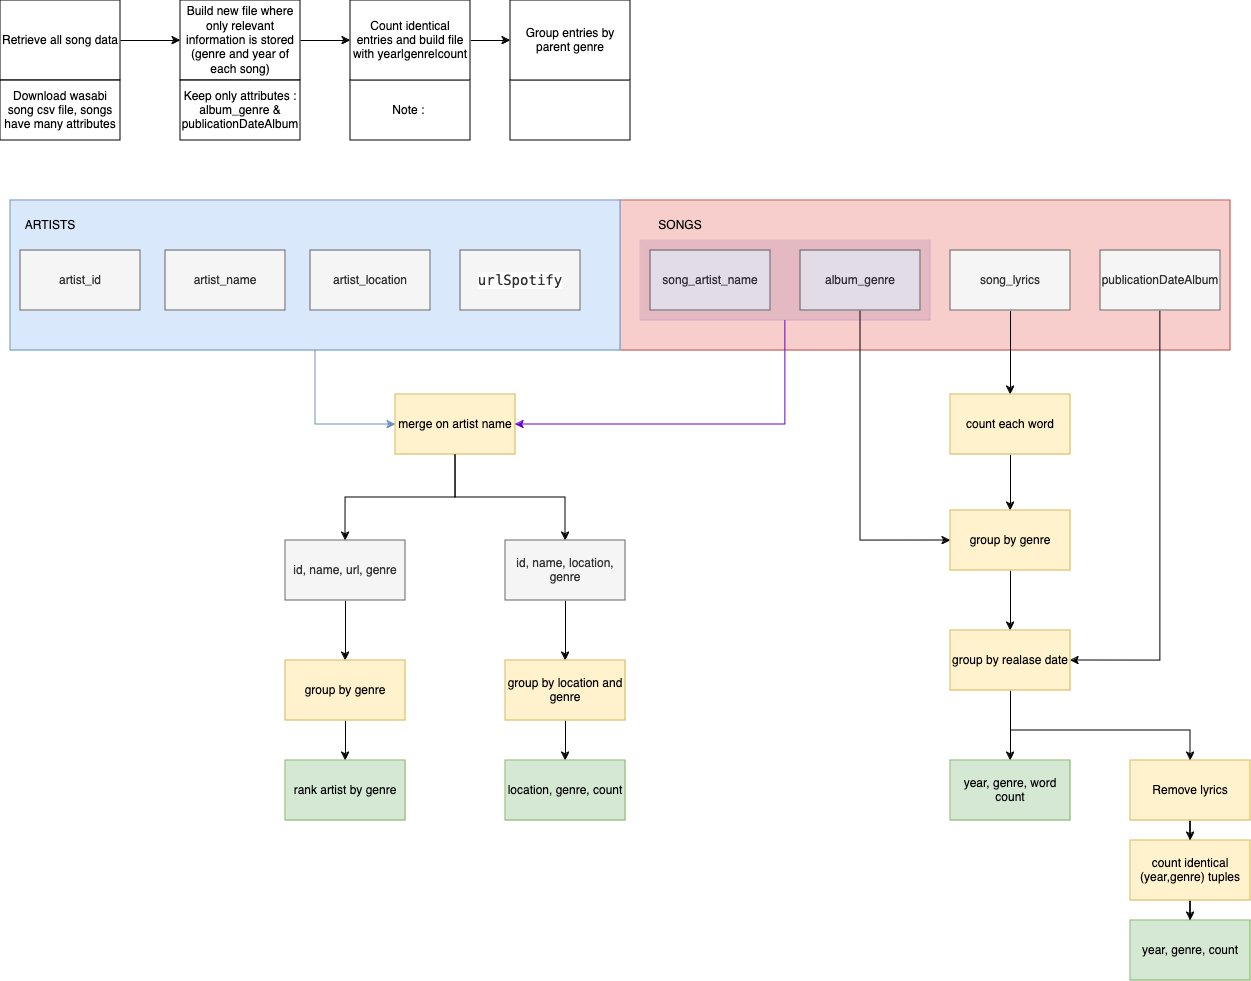 Retrieve all song data
Build new file where
only relevant
information is stored
(genre and year of
each song)
Count identical
entries and build file
with year|genre|count
Group entries by
parent genre
Download wasabi
song csv file, songs
have many attributes
Keep only attributes :
album_genre &
publicationDateAlbum
Note :
ARTISTS
SONGS
artist_id
artist_name
artist_location
urlSpotify
song_artist_name
album_genre
song_lyrics
publicationDateAlbum
merge on artist name
count each word
group by genre
id, name, url, genre
id, name, location,
genre
group by realase date
group by genre
group by location and
genre
rank artist by genre
location, genre, count
year, genre, word
count
Remove lyrics
count identical
(year,genre) tuples
year, genre, count